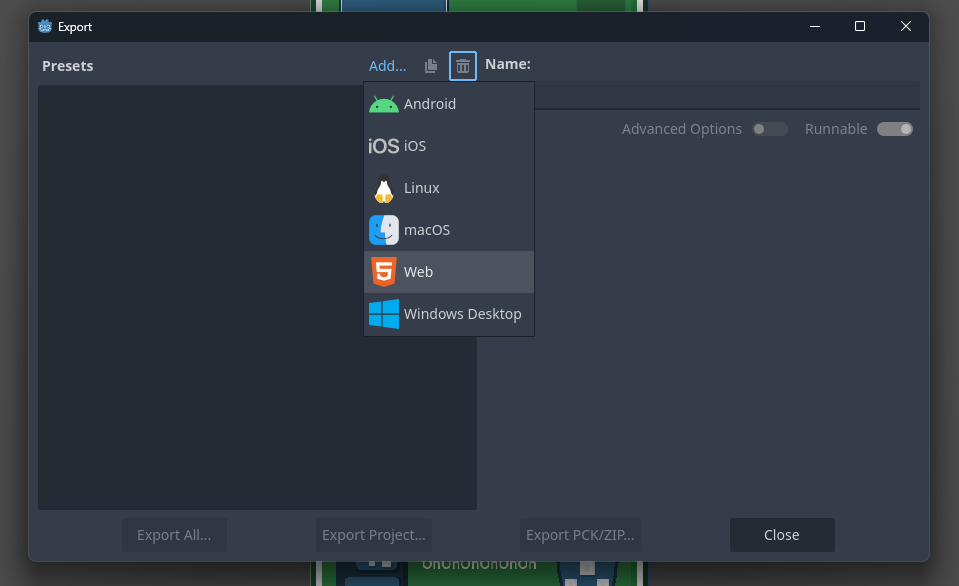 Export
Presets
Add...
Name:
Android
Advanced Options
Runnable
iOS iOS
Linux
macOS
Web
Windows Desktop
Export All...
Export Project...
Export PCK/ZIP...
Close